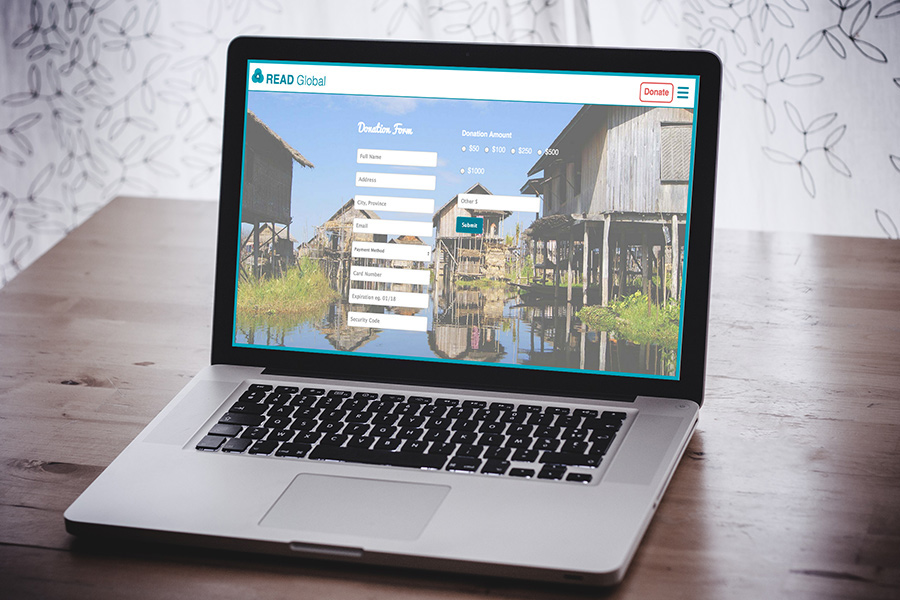 READ Global
Donate
Donation Form
Full Name
Address
City, Province
Email
Payment Method
Card Number
Expiration eg. 01/18
Security Code
Donation Amount
$50 $100 $250 $500
$1000
Other $
Submit